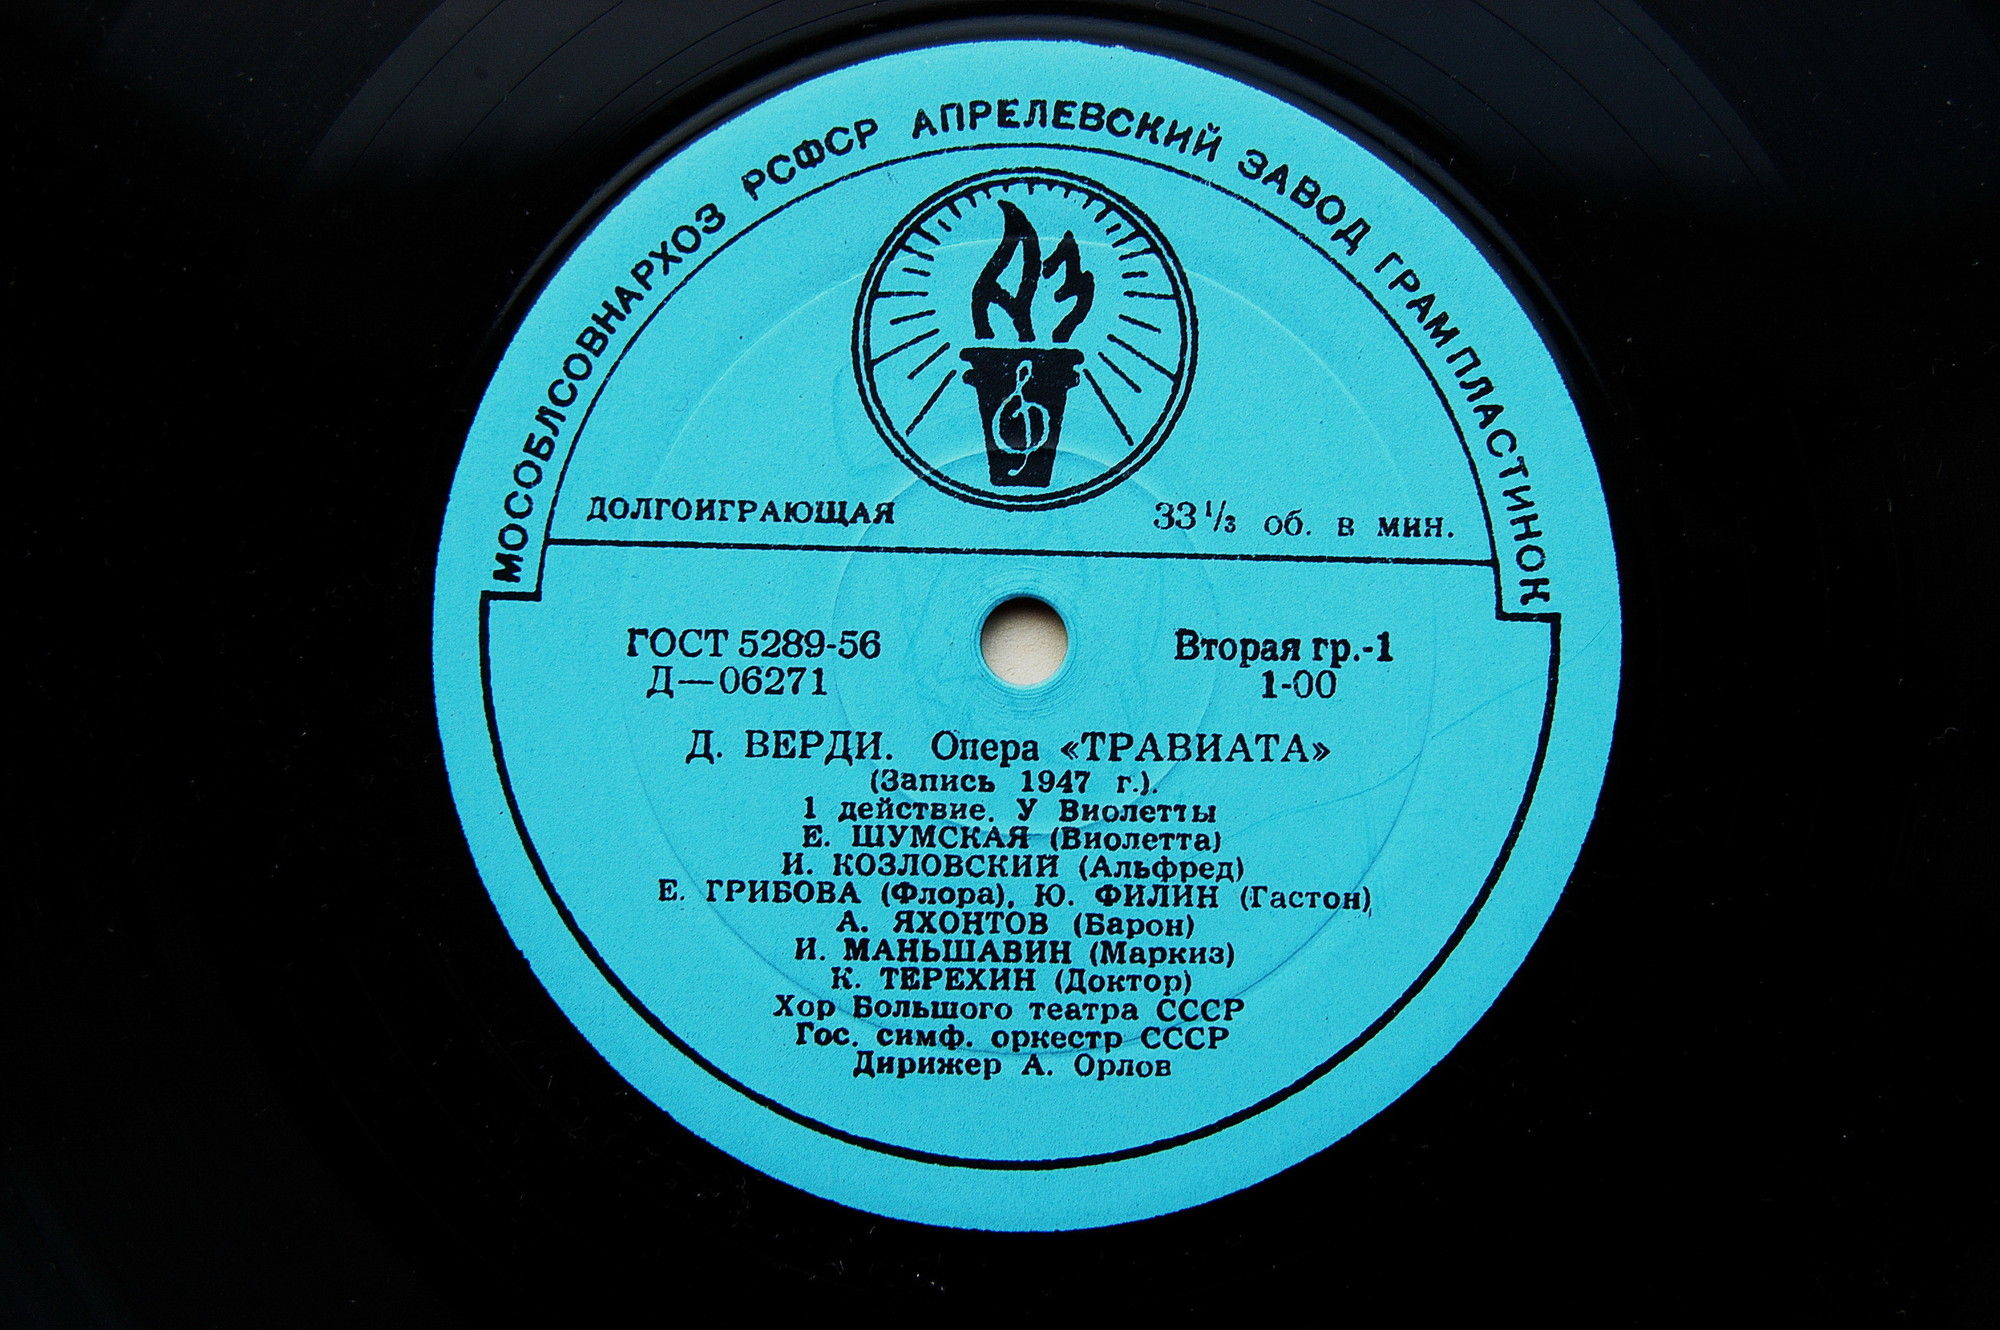 МОСОБЛСОВНАРХОЗ РСФСР АПРЕЛЕВСКИЙ ЗАВОД ГРАМПЛАСТИНОК
АЗ
ДОЛГОИГРАЮЩАЯ 33 1/3 об. в мин.
ГОСТ 5289-56 Вторая гр.-1
Д—06271 1-00
Д. ВЕРДИ. Опера «ТРАВИАТА»
(Запись 1947 г.).
1 действие. У Виолетты
Е. ШУМСКАЯ (Виолетта)
И. КОЗЛОВСКИЙ (Альфред)
Е. ГРИБОВА (Флора), Ю. ФИЛИН (Гастон)
А. ЯХОНТОВ (Барон)
И. МАНЬШАВИН (Маркиз)
К. ТЕРЕХИН (Доктор)
Хор Большого театра СССР
Гос. симф. оркестр СССР
Дирижер А. Орлов